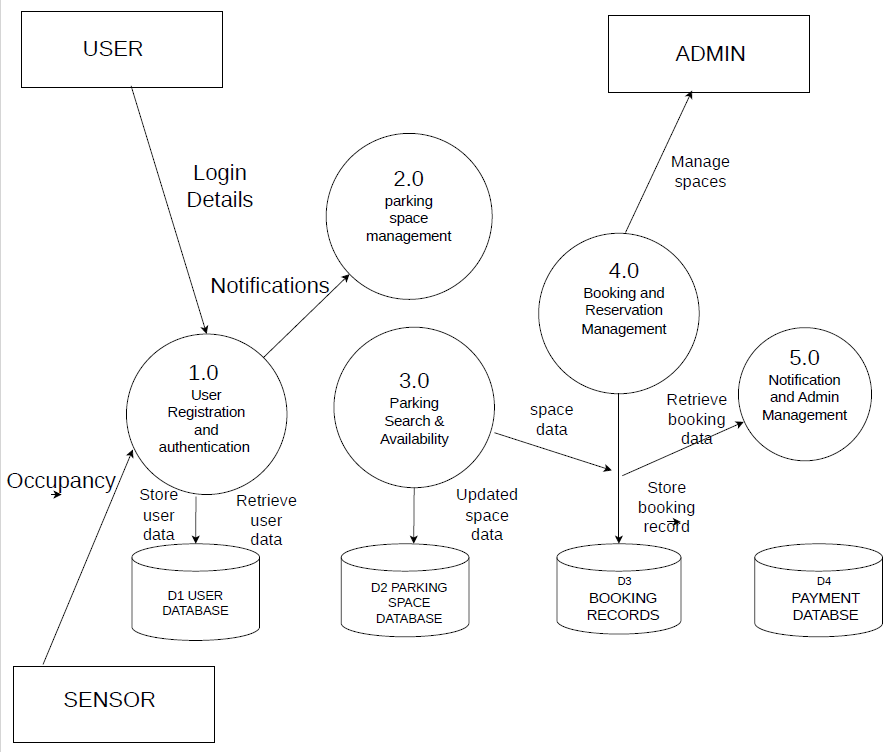 USER
ADMIN
Login
Details
Manage
spaces
2.0
parking
space
management
Notifications
4.0
Booking and
Reservation
Management
1.0
User
Registration
and
authentication
3.0
Parking
Search &
Availability
5.0
Notification
and Admin
Management
space
data
Retrieve
booking
data
Occupancy
Store
user
data
Retrieve
user
data
Updated
space
data
Store
booking
record
D1 USER
DATABASE
D2 PARKING
SPACE
DATABASE
D3
BOOKING
RECORDS
D4
PAYMENT
DATABSE
SENSOR